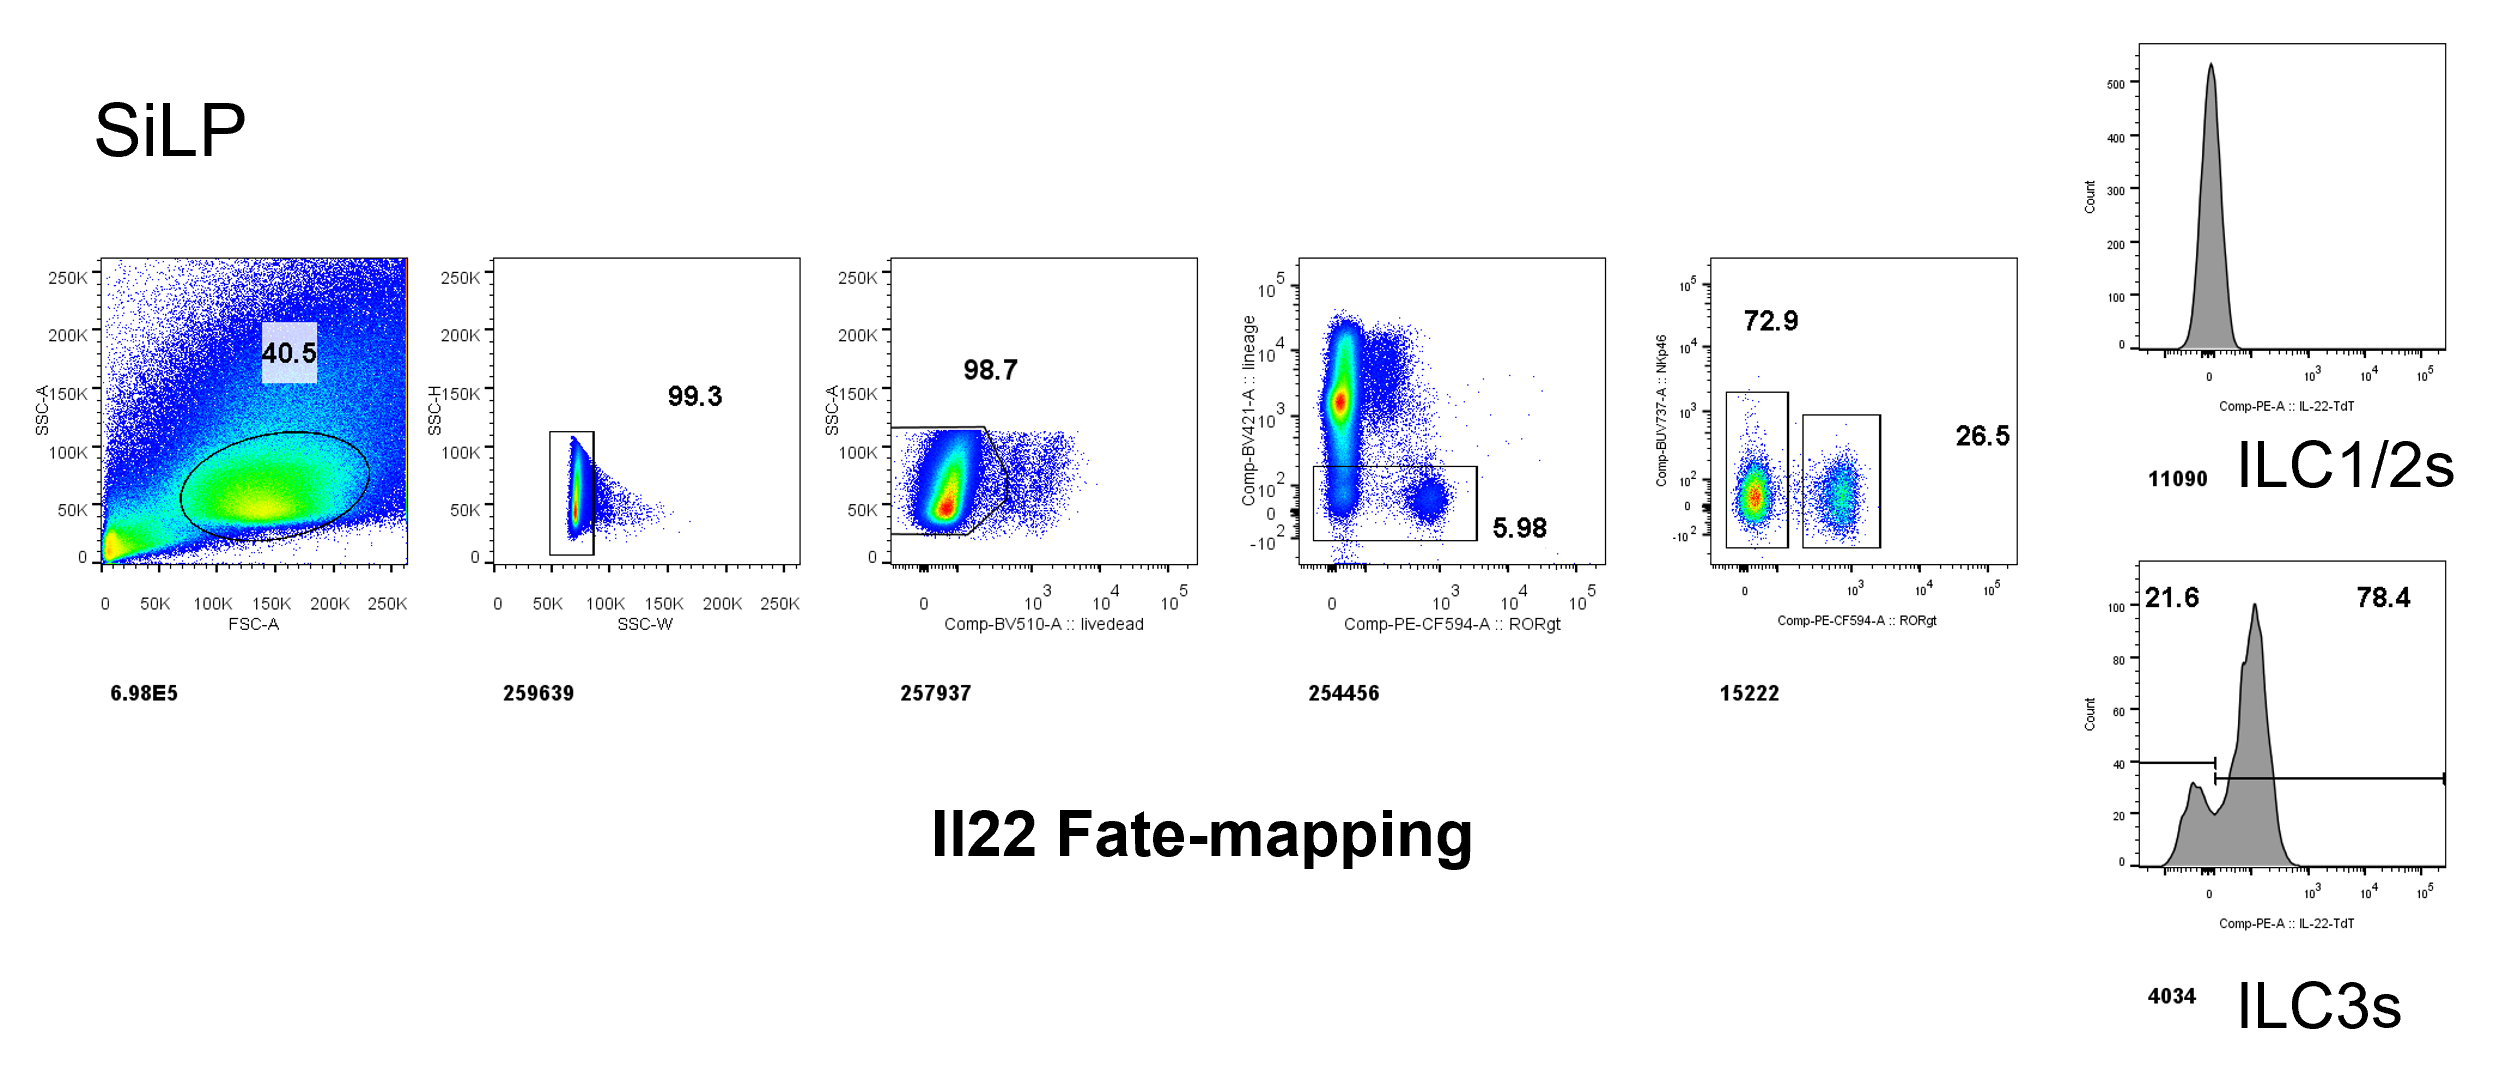 SiLP
250K
200K
150K
100K
50K
0
SSC-A
40.5
0 50K 100K 150K 200K 250K
FSC-A
6.98E5
250K
200K
150K
100K
50K
0
SSC-H
99.3
0 50K 100K 150K 200K 250K
SSC-W
259639
250K
200K
150K
100K
50K
0
SSC-A
98.7
0 10^3 10^4 10^5
Comp-BV510-A :: livedead
257937
10^5
10^4
10^3
10^2
0
-10^2
Comp-BV421-A :: lineage
5.98
0 10^3 10^4 10^5
Comp-PE-CF594-A :: RORgt
254456
10^5
10^4
10^3
10^2
0
-10^2
Comp-BUV737-A :: NKp46
72.9
26.5
0 10^3 10^4 10^5
Comp-PE-CF594-A :: RORgt
15222
500
400
300
200
100
0
Count
0 10^3 10^4 10^5
Comp-PE-A :: IL-22-TdT
11090
ILC1/2s
100
80
60
40
20
0
Count
21.6 78.4
0 10^3 10^4 10^5
Comp-PE-A :: IL-22-TdT
4034
ILC3s
Il22 Fate-mapping